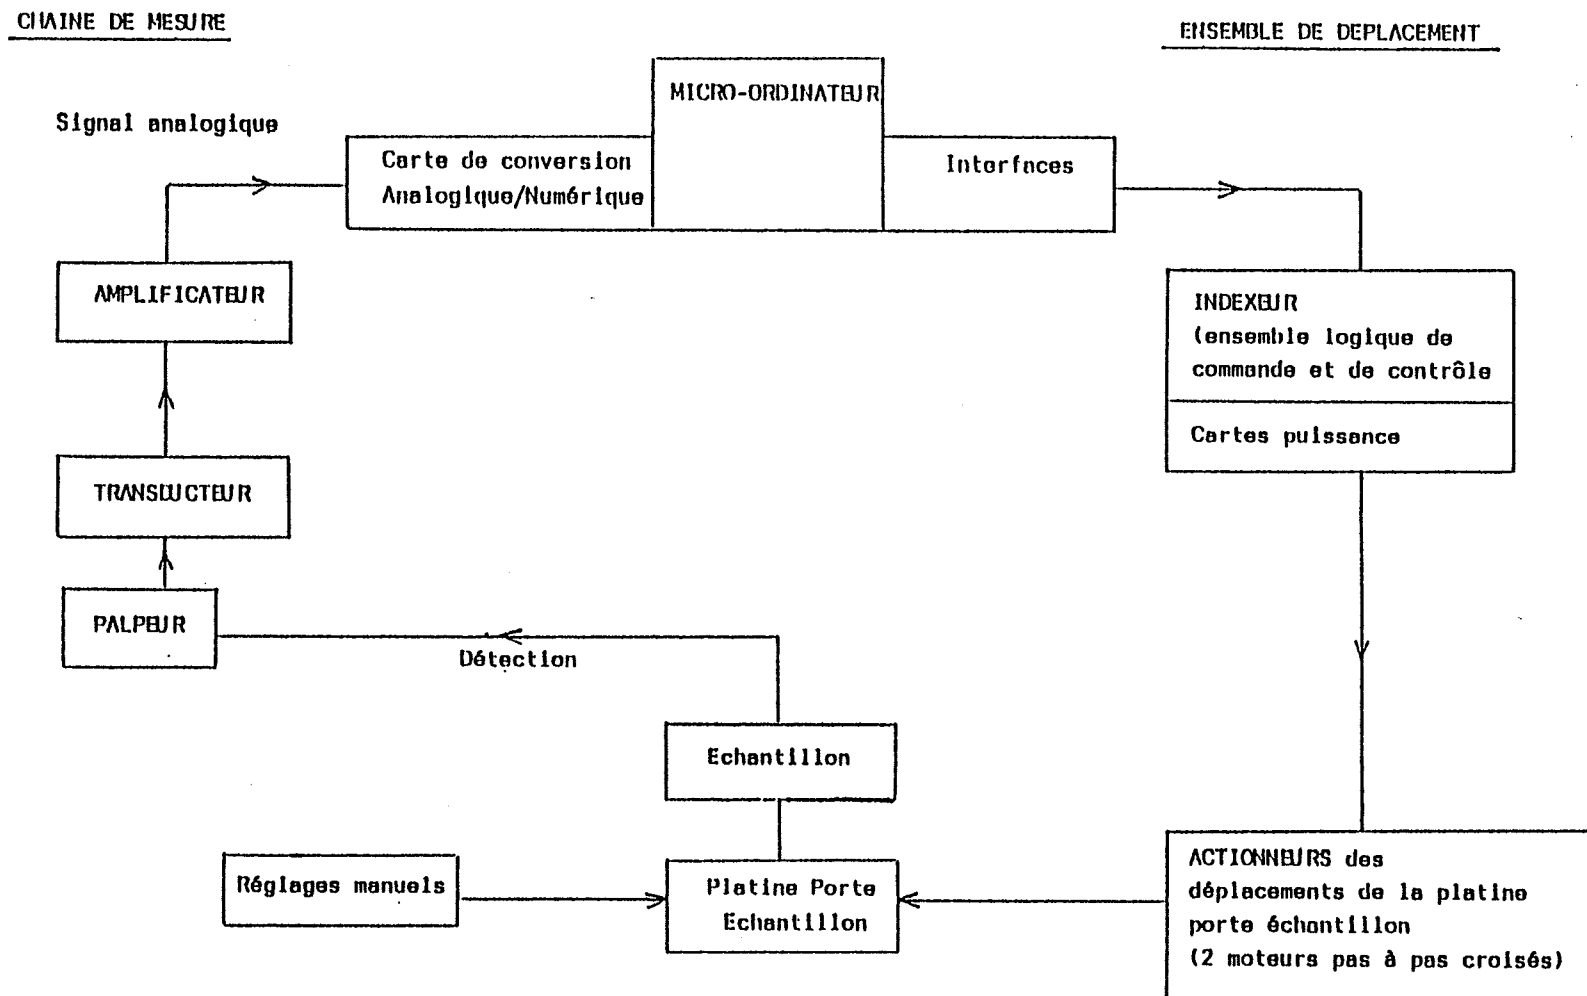 CHAINE DE MESURE
ENSEMBLE DE DEPLACEMENT
MICRO-ORDINATEUR
Signal analogique
Carte de conversion
Analogique/Numérique
Interfaces
AMPLIFICATEUR
INDEXEUR
(ensemble logique de
commande et de contrôle
Cartes puissance
TRANSDUCTEUR
PALPEUR
Détection
Echantillon
Réglages manuels
Platine Porte
Echantillon
ACTIONNEURS des
déplacements de la platine
porte échantillon
(2 moteurs pas à pas croisés)